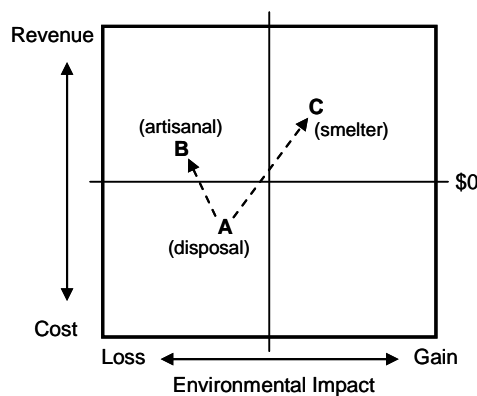 Revenue
C
(smelter)
(artisanal)
B
$0
A
(disposal)
Cost
Loss
Gain
Environmental Impact